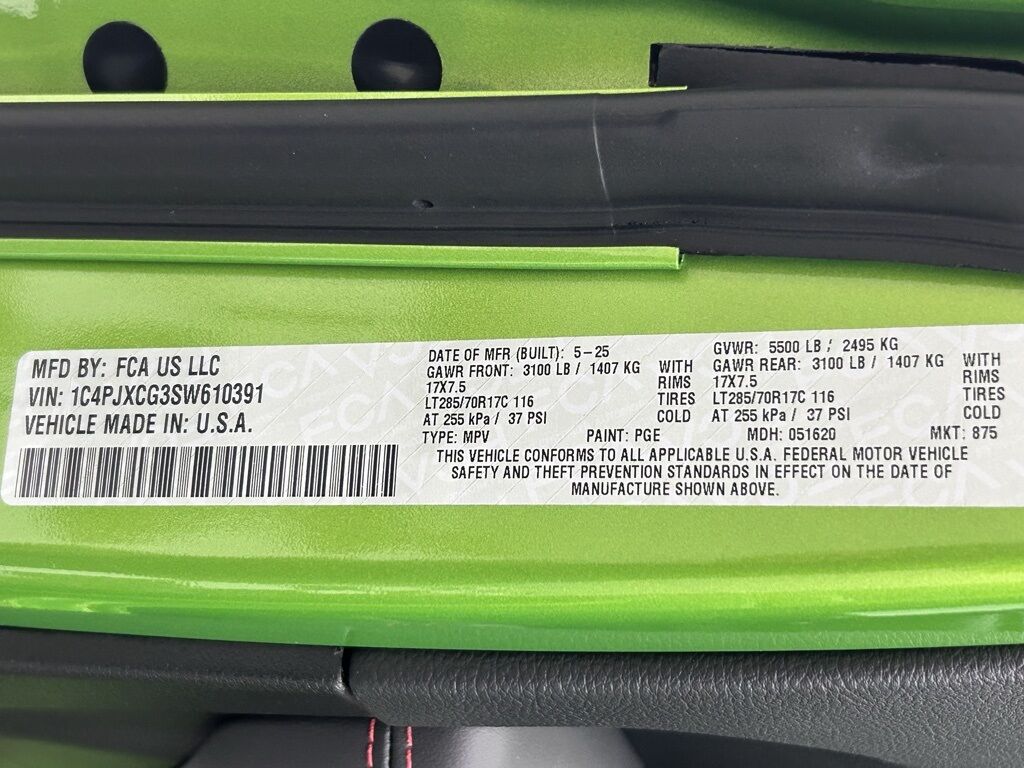 MFD BY: FCA US LLC
VIN: 1C4PJXCG3SW610391
VEHICLE MADE IN: U.S.A.
DATE OF MFR (BUILT): 5-25
GAWR FRONT: 3100 LB / 1407 KG WITH
17X7.5 RIMS
LT285/70R17C 116 TIRES
AT 255 kPa / 37 PSI COLD
GVWR: 5500 LB / 2495 KG
GAWR REAR: 3100 LB / 1407 KG WITH
17X7.5 RIMS
LT285/70R17C 116 TIRES
AT 255 kPa / 37 PSI COLD
TYPE: MPV PAINT: PGE MDH: 051620 MKT: 875
THIS VEHICLE CONFORMS TO ALL APPLICABLE U.S.A. FEDERAL MOTOR VEHICLE
SAFETY AND THEFT PREVENTION STANDARDS IN EFFECT ON THE DATE OF
MANUFACTURE SHOWN ABOVE.